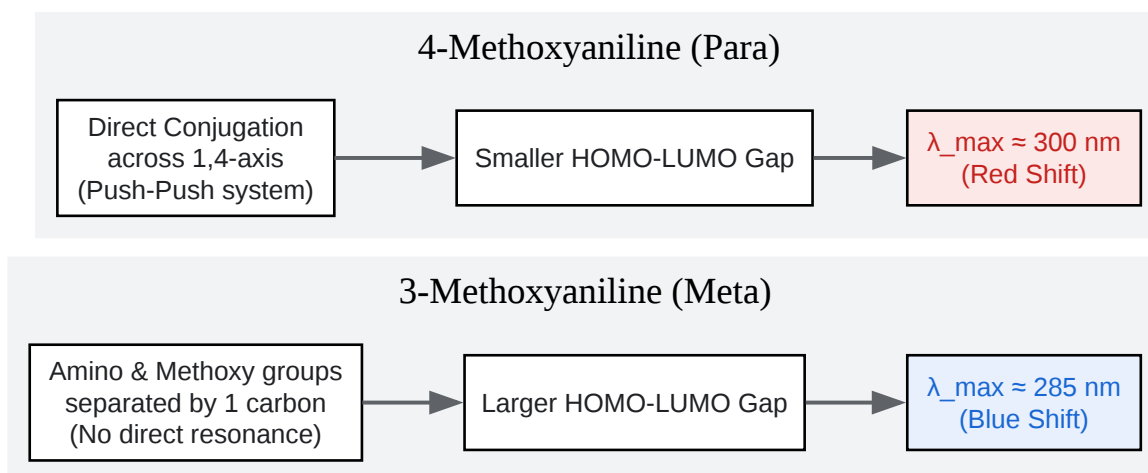 4-Methoxyaniline (Para)
Direct Conjugation
across 1,4-axis
(Push-Push system)
Smaller HOMO-LUMO Gap
λ_max ≈ 300 nm
(Red Shift)
3-Methoxyaniline (Meta)
Amino & Methoxy groups
separated by 1 carbon
(No direct resonance)
Larger HOMO-LUMO Gap
λ_max ≈ 285 nm
(Blue Shift)